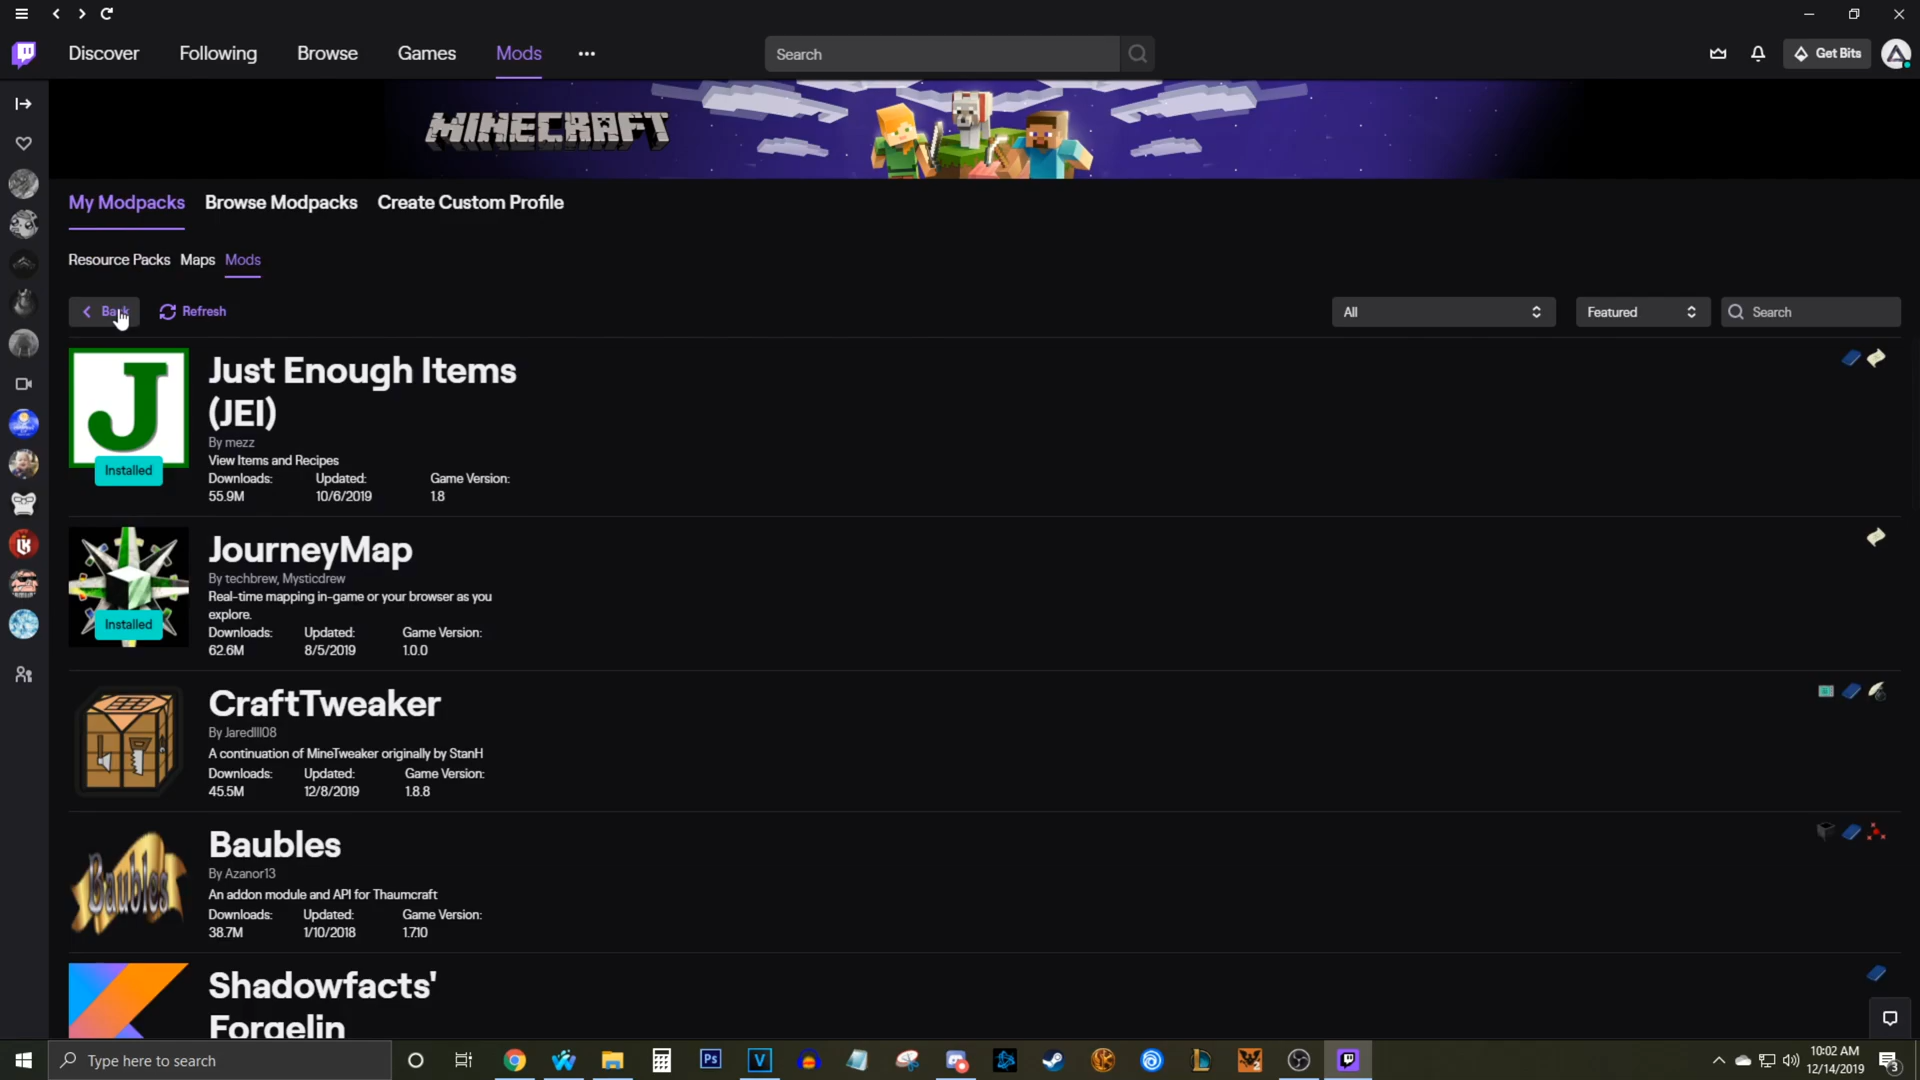 Discover Following Browse Games Mods Search Get Bits
MINECRAFT
My Modpacks Browse Modpacks Create Custom Profile
Resource Packs Maps Mods
Back Refresh All Featured Search
Just Enough Items
(JEI)
By mezz
View Items and Recipes
Downloads: Updated: Game Version:
55.9M 10/6/2019 1.8
Installed
JourneyMap
By techbrew, Mysticdrew
Real-time mapping in-game or your browser as you
explore.
Downloads: Updated: Game Version:
62.6M 8/5/2019 1.0.0
Installed
CraftTweaker
By Jaredlll08
A continuation of MineTweaker originally by StanH
Downloads: Updated: Game Version:
45.5M 12/8/2019 1.8.8
Baubles
Baubles
By Azanor13
An addon module and API for Thaumcraft
Downloads: Updated: Game Version:
38.7M 1/10/2018 1.7.10
Shadowfacts'
Forgelin
Type here to search
Ps V 2
10:02 AM
12/14/2019
3